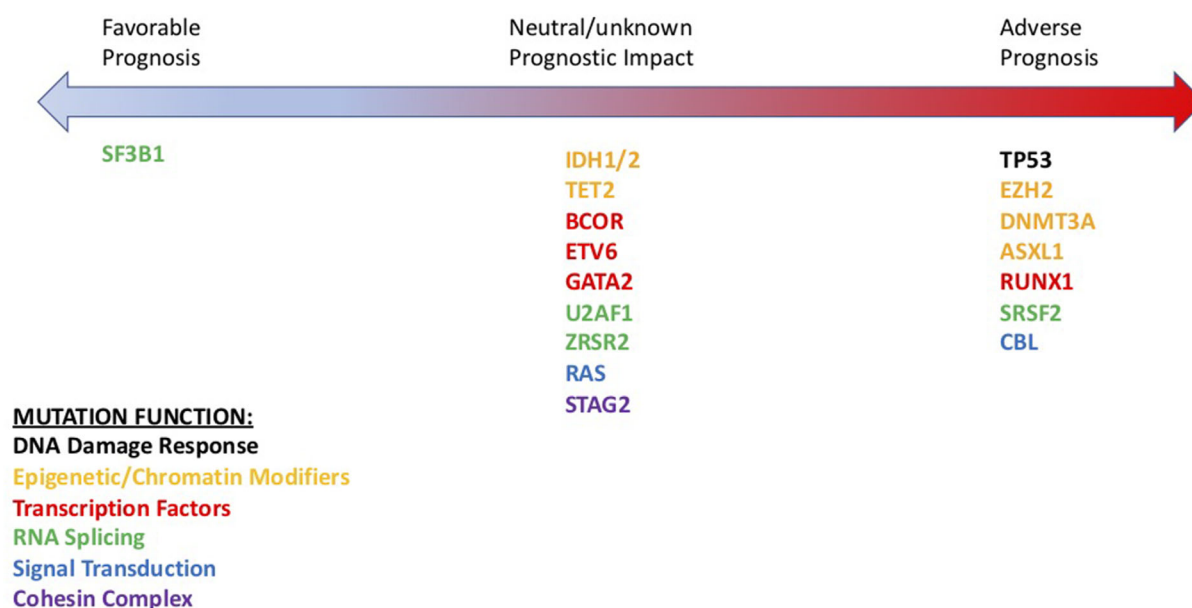 Favorable
Prognosis
Neutral/unknown
Prognostic Impact
Adverse
Prognosis
SF3B1
IDH1/2
TET2
BCOR
ETV6
GATA2
U2AF1
ZRSR2
RAS
STAG2
TP53
EZH2
DNMT3A
ASXL1
RUNX1
SRSF2
CBL
MUTATION FUNCTION:
DNA Damage Response
Epigenetic/Chromatin Modifiers
Transcription Factors
RNA Splicing
Signal Transduction
Cohesin Complex